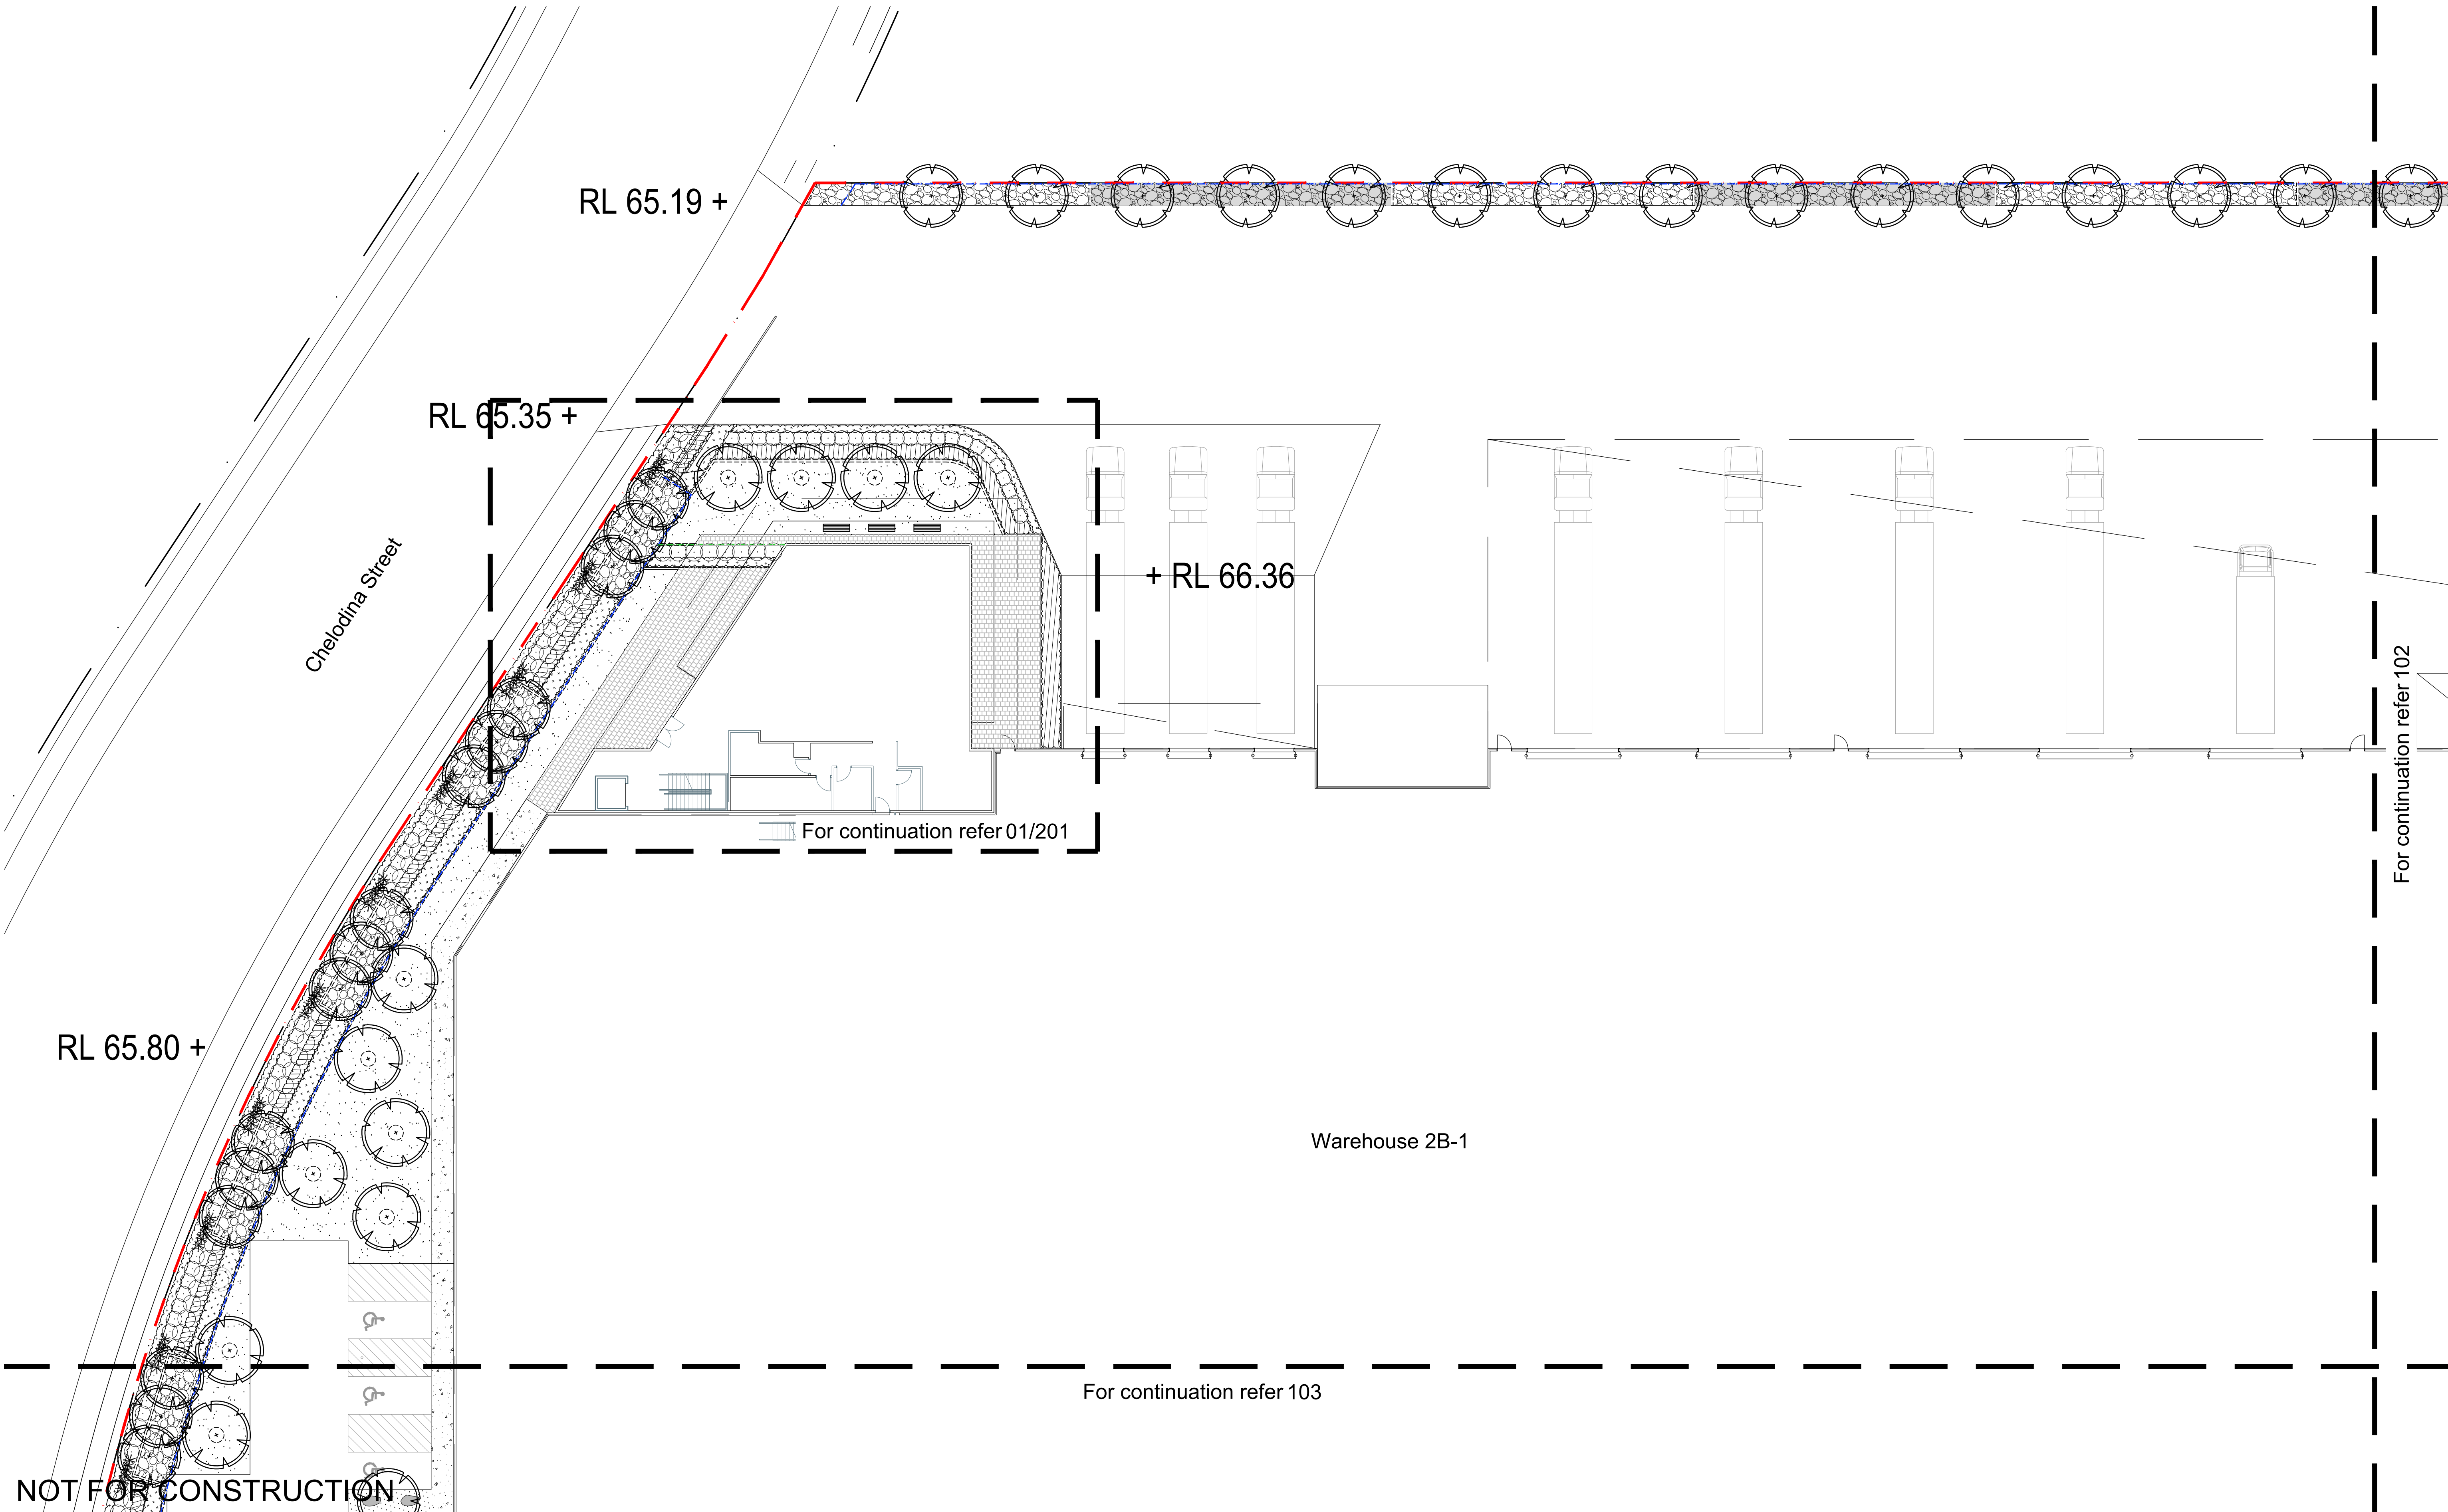 RL 65.19 +
RL 65.35 +
Chelodina Street
+ RL 66.36
For continuation refer 102
For continuation refer 01/201
RL 65.80 +
Warehouse 2B-1
For continuation refer 103
NOT FOR CONSTRUCTION